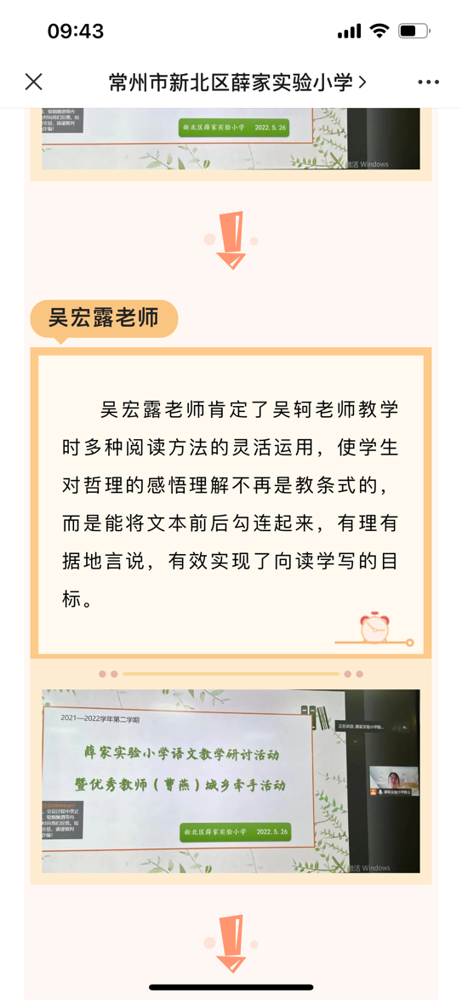 09:43
常州市新北区薛家实验小学
新北区薛家实验小学 2022.5.26
激活 Windows
吴宏露老师
吴宏露老师肯定了吴轲老师教学
时多种阅读方法的灵活运用，使学生
对哲理的感悟理解不再是教条式的，
而是能将文本前后勾连起来，有理有
据地言说，有效实现了向读学写的目
标。
2021—2022学年第二学期
薛家实验小学语文教学研讨活动
暨优秀教师（曹燕）城乡牵手活动
新北区薛家实验小学 2022.5.26
激活 Windows